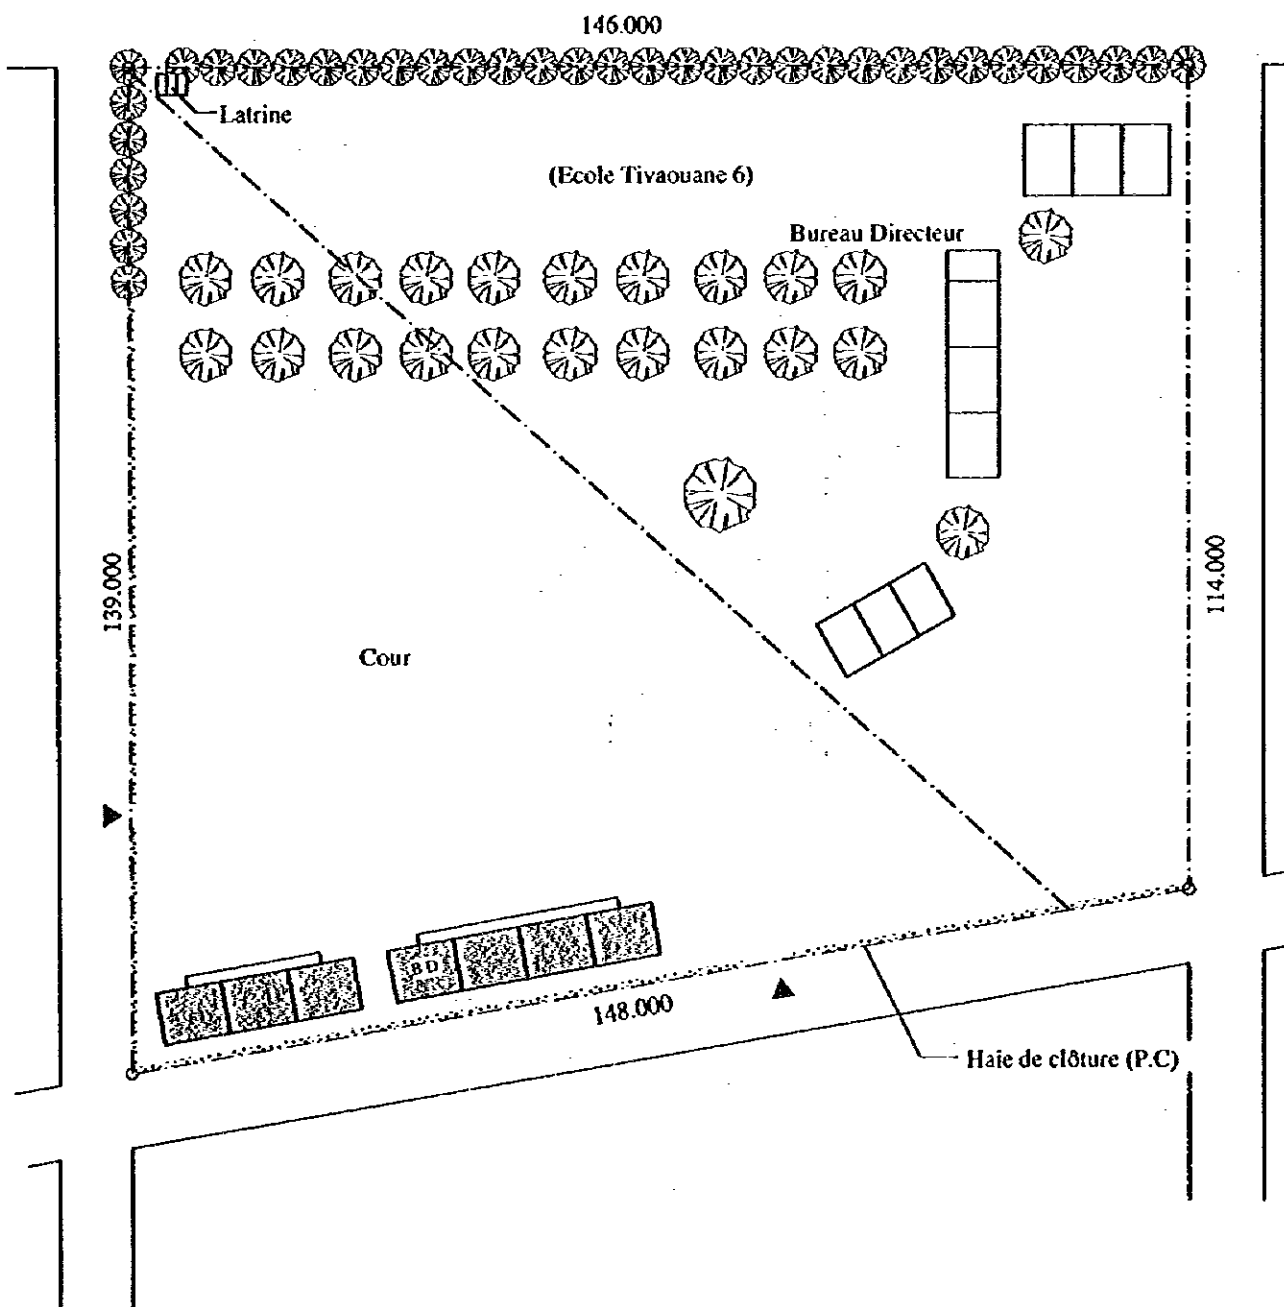 146.000
Latrine
(Ecole Tivaouane 6)
Bureau Directeur
139.000
114.000
Cour
B D
148.000
Haie de clôture (P.C)